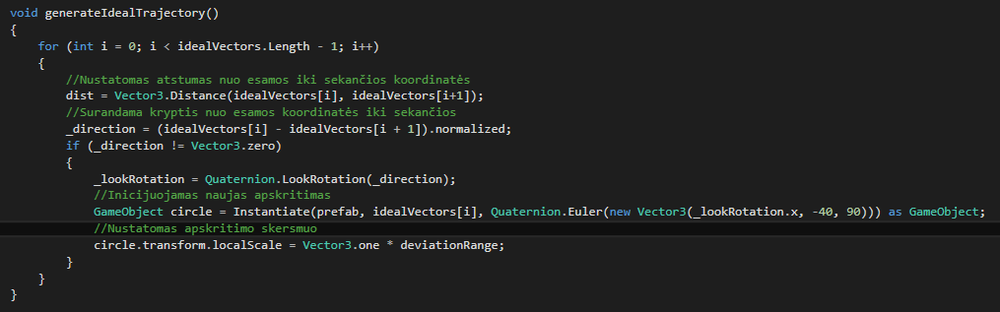 void generateIdealTrajectory()
{
for (int i = 0; i < idealVectors.Length - 1; i++)
{
//Nustatomas atstumas nuo esamos iki sekančios koordinatės
dist = Vector3.Distance(idealVectors[i], idealVectors[i+1]);
//Surandama kryptis nuo esamos koordinatės iki sekančios
_direction = (idealVectors[i] - idealVectors[i + 1]).normalized;
if (_direction != Vector3.zero)
{
_lookRotation = Quaternion.LookRotation(_direction);
//Inicijuojamas naujas apskritimas
GameObject circle = Instantiate(prefab, idealVectors[i], Quaternion.Euler(new Vector3(_lookRotation.x, -40, 90))) as GameObject;
//Nustatomas apskritimo skersmuo
circle.transform.localScale = Vector3.one * deviationRange;
}
}
}